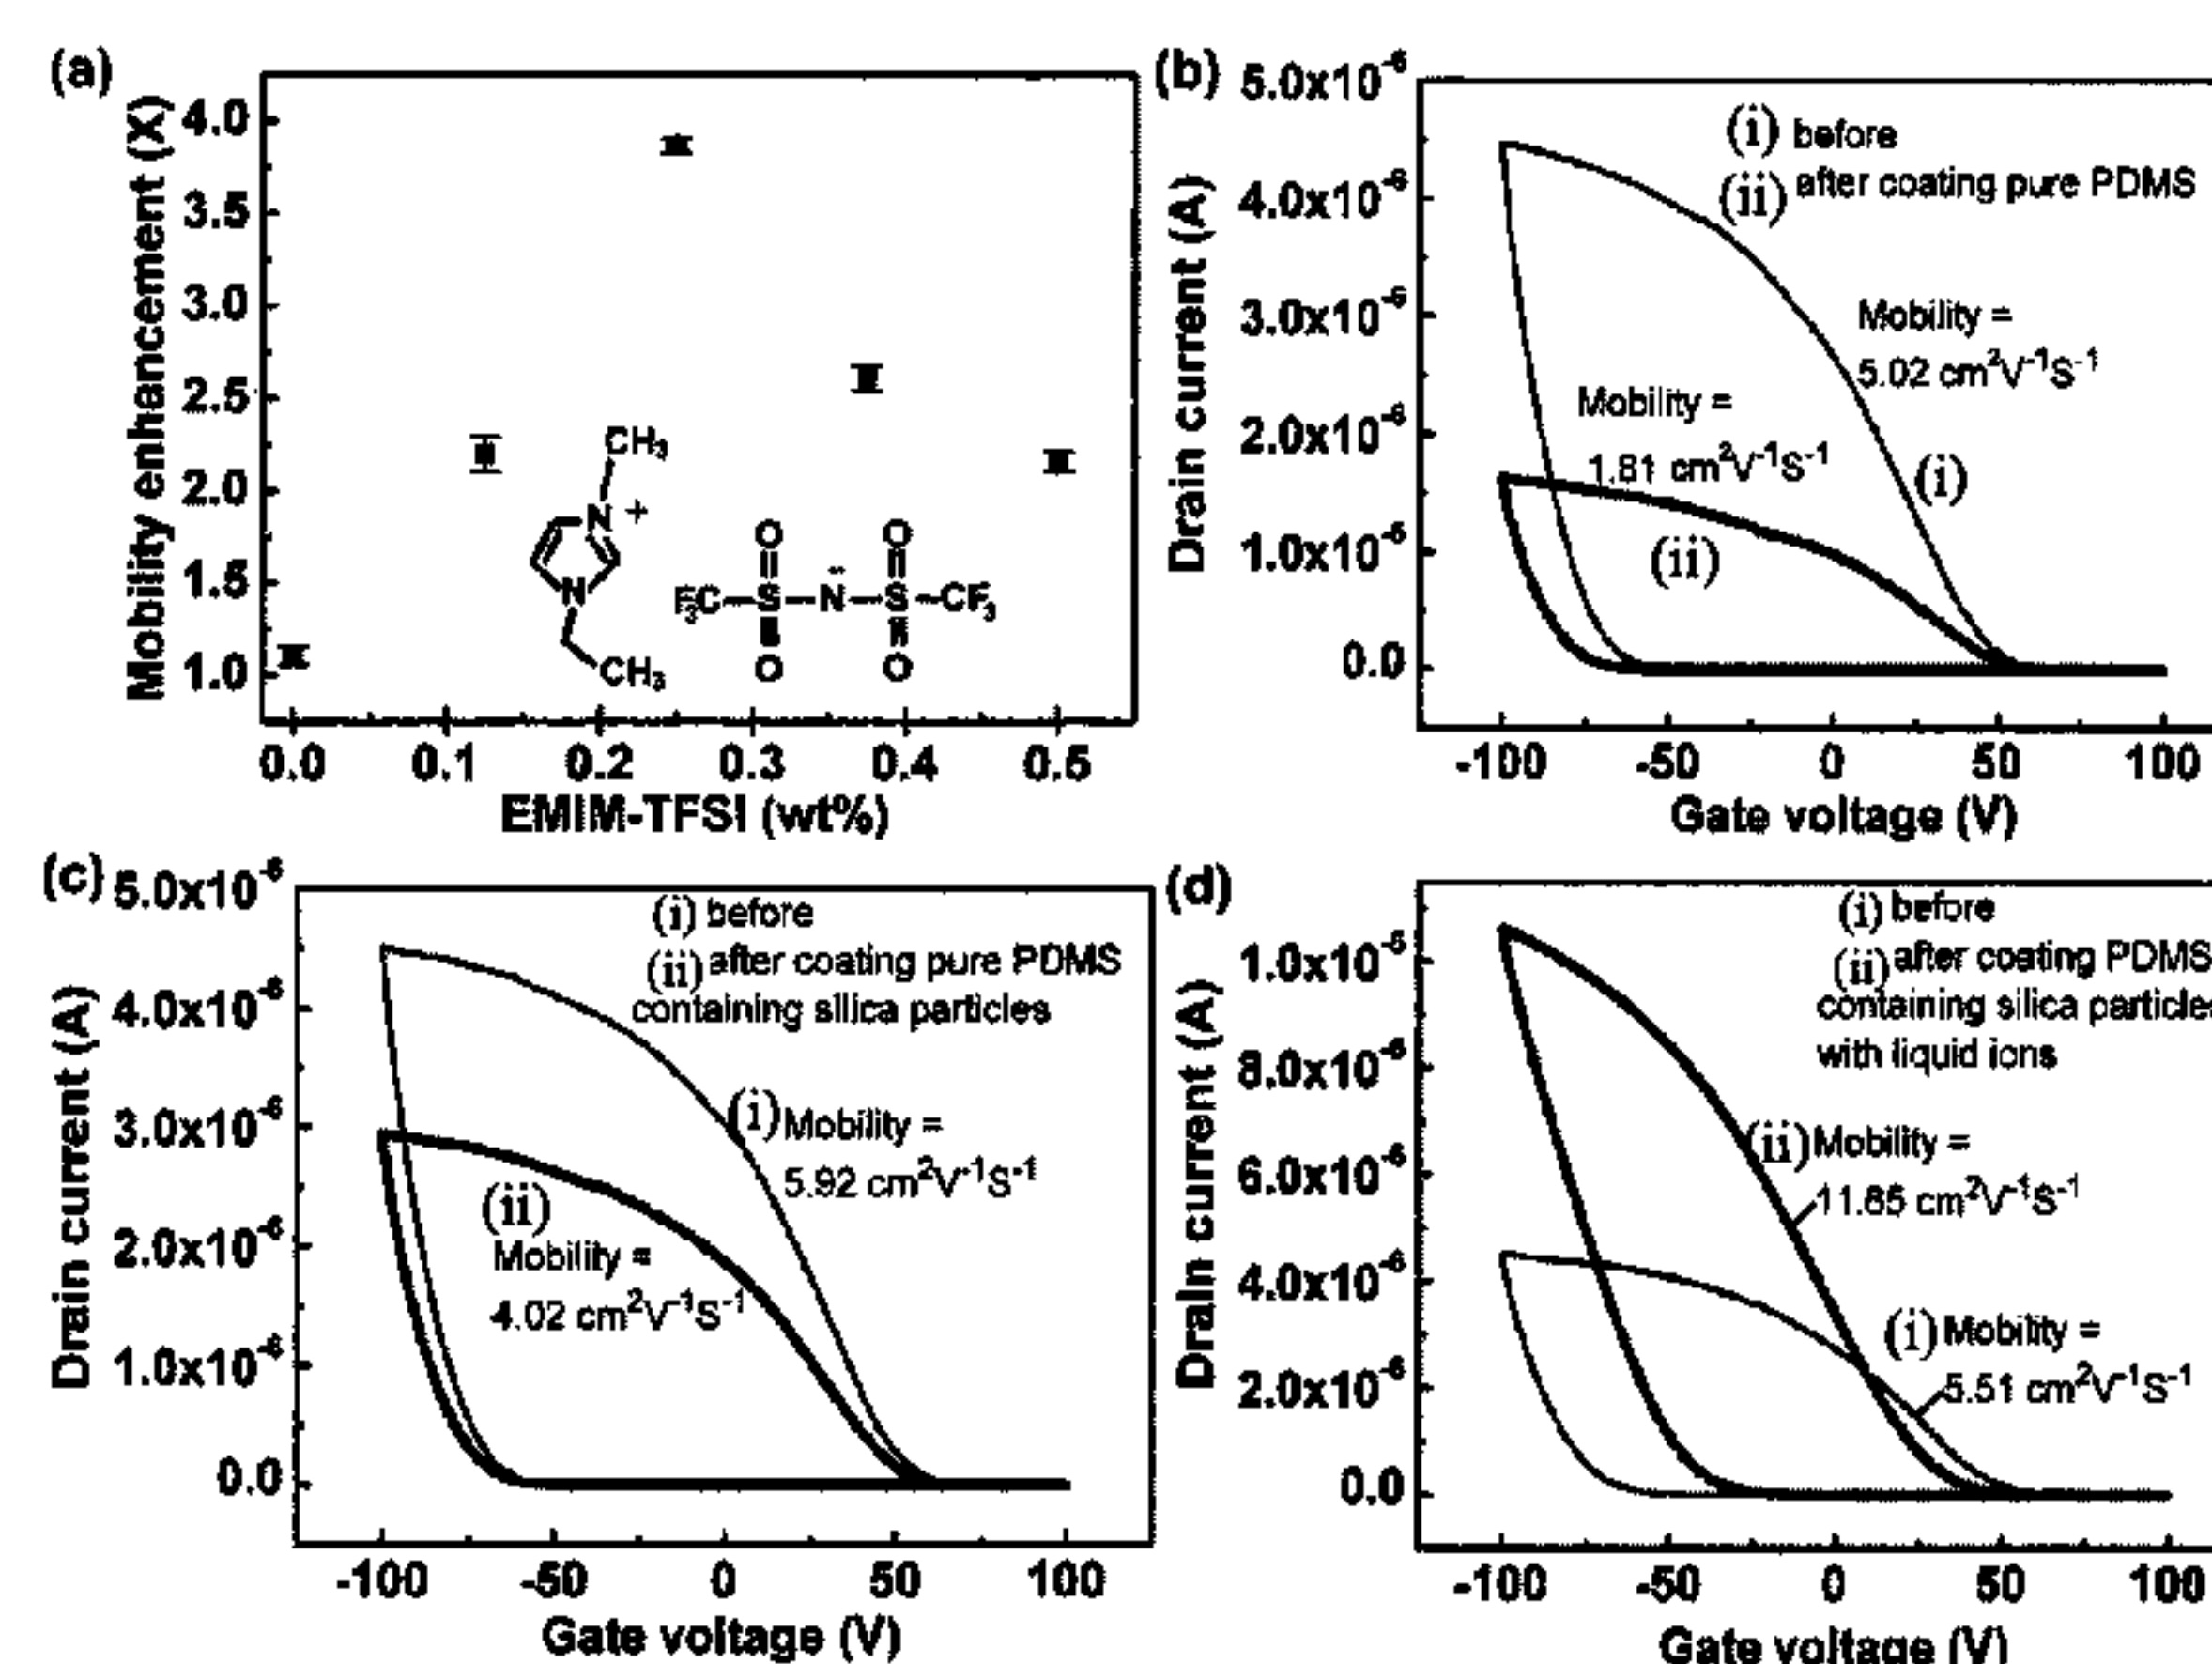 (a)
Mobility enhancement (X)
4.0
3.5
3.0
2.5
2.0
1.5
1.0
CH3
N +
N
CH3
O O
F3C-S-N-S-CF3
O O
0.0 0.1 0.2 0.3 0.4 0.5
EMIM-TFSI (wt%)
(b)
Drain current (A)
5.0x10-6
4.0x10-6
3.0x10-6
2.0x10-6
1.0x10-6
0.0
(i) before
(ii) after coating pure PDMS
Mobility =
5.02 cm2V-1S-1
Mobility =
1.81 cm2V-1S-1
(i)
(ii)
-100 -50 0 50 100
Gate voltage (V)
(c)
Drain current (A)
5.0x10-6
4.0x10-6
3.0x10-6
2.0x10-6
1.0x10-6
0.0
(i) before
(ii) after coating pure PDMS
containing silica particles
(i) Mobility =
5.92 cm2V-1S-1
(ii)
Mobility =
4.02 cm2V-1S-1
-100 -50 0 50 100
Gate voltage (V)
(d)
Drain current (A)
1.0x10-5
8.0x10-6
6.0x10-6
4.0x10-6
2.0x10-6
0.0
(i) before
(ii) after coating PDMS
containing silica particles
with liquid ions
(ii) Mobility =
11.85 cm2V-1S-1
(i) Mobility =
5.51 cm2V-1S-1
-100 -50 0 50 100
Gate voltage (V)